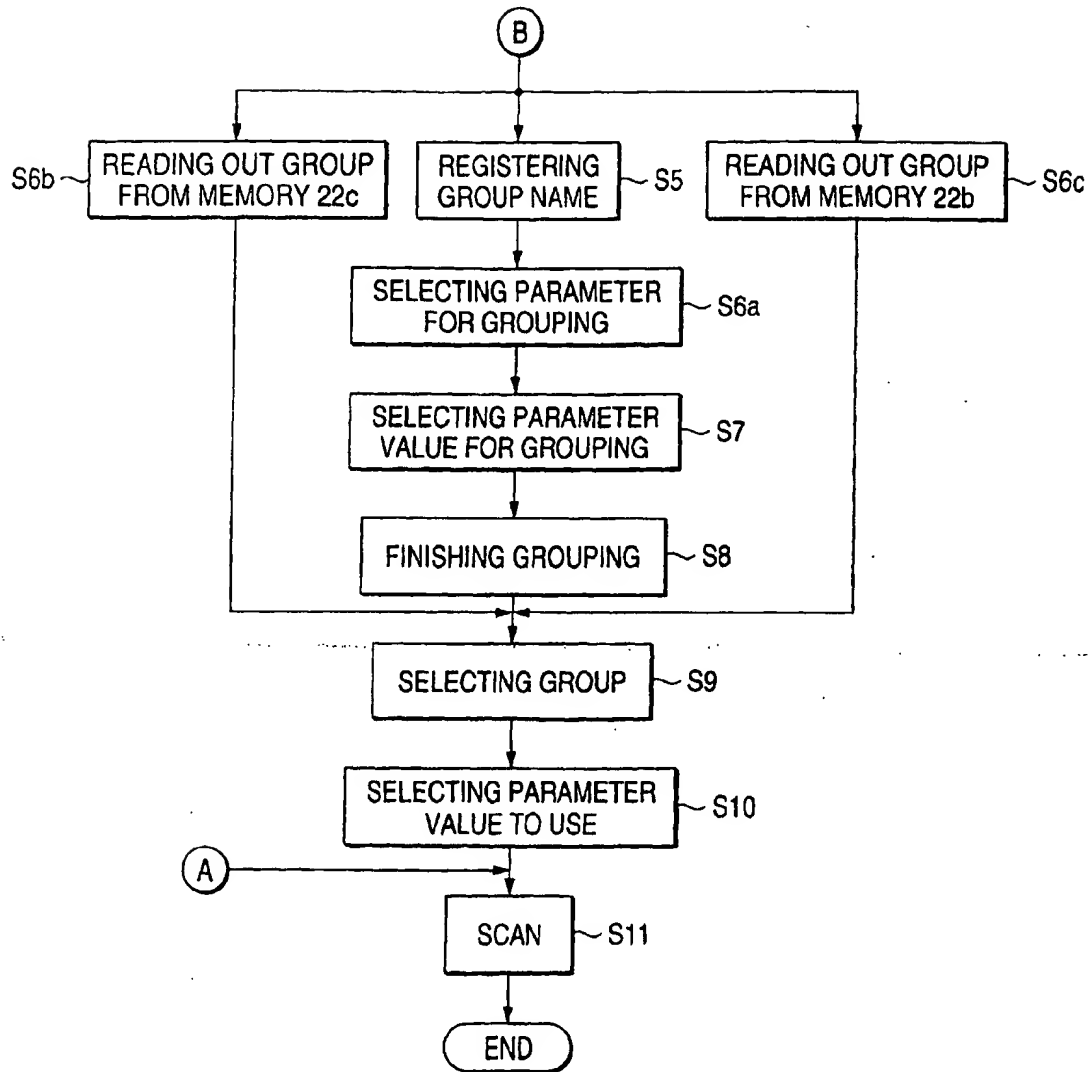 B
READING OUT GROUP
FROM MEMORY 22c
S6b
REGISTERING
GROUP NAME
S5
READING OUT GROUP
FROM MEMORY 22b
S6c
SELECTING PARAMETER
FOR GROUPING
S6a
SELECTING PARAMETER
VALUE FOR GROUPING
S7
FINISHING GROUPING
S8
SELECTING GROUP
S9
SELECTING PARAMETER
VALUE TO USE
S10
A
SCAN
S11
END